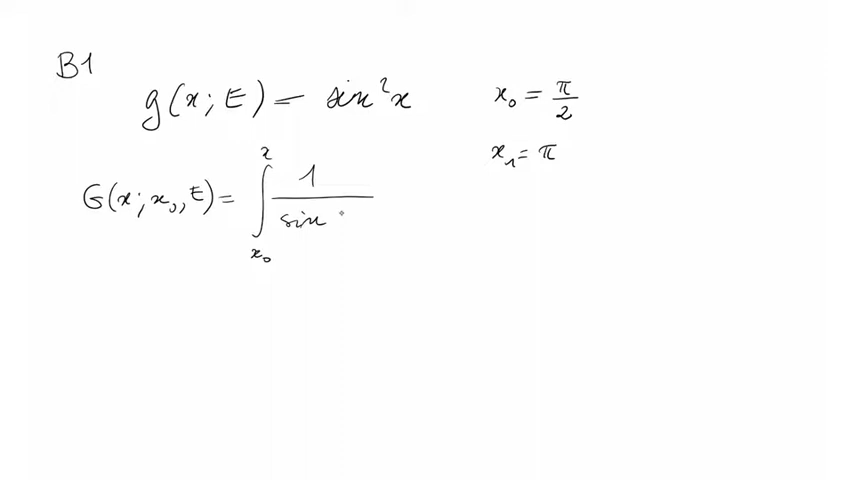 B1
g(x; E) = sin²x x₀ = π/2
x₁ = π
G(x; x₀, E) = ∫_{x₀}^{x} 1/sin